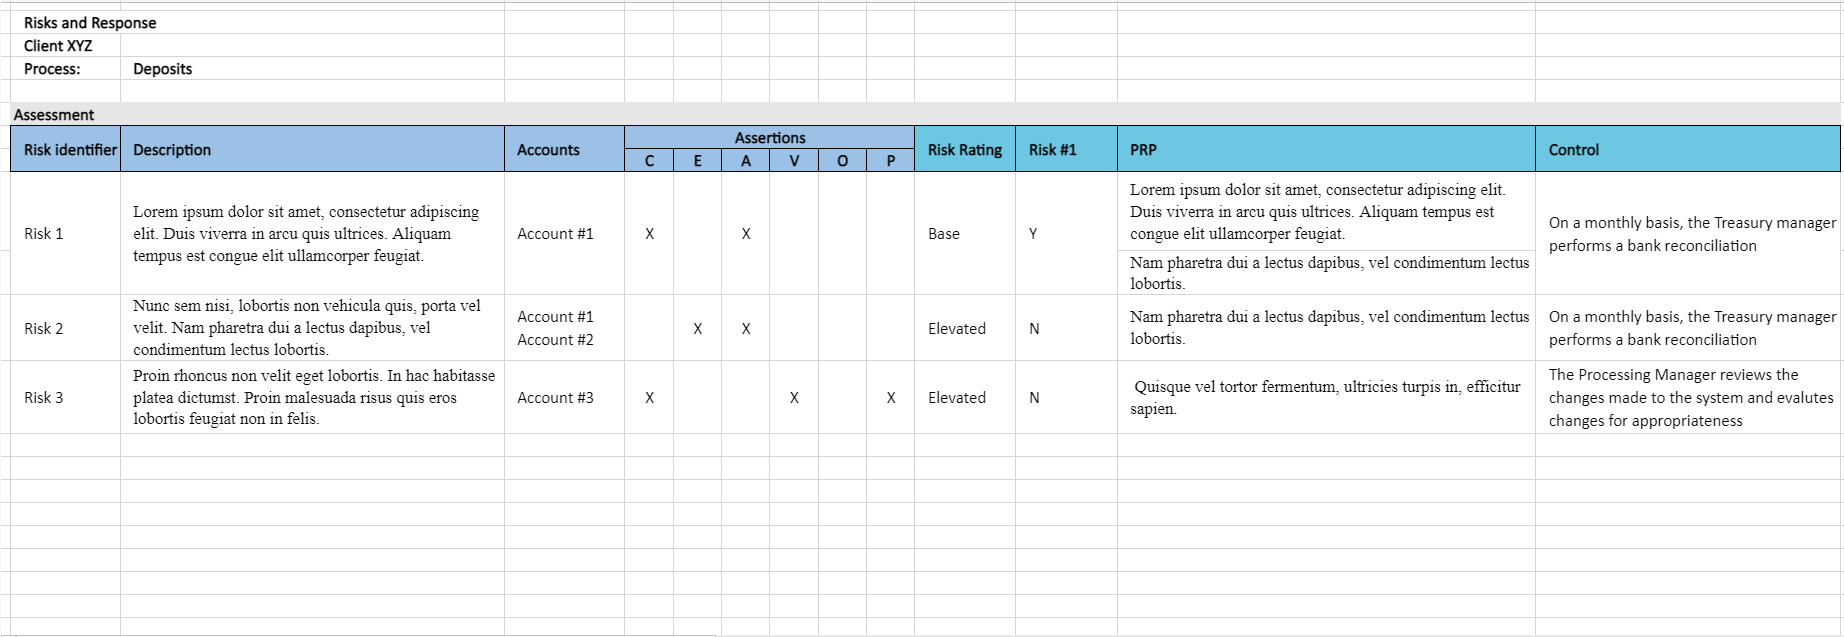 Risks and Response
Client XYZ
Process: Deposits
Assessment
Risk identifier Description Accounts Assertions Risk Rating Risk #1 PRP Control
C E A V O P
Risk 1
Lorem ipsum dolor sit amet, consectetur adipiscing
elit. Duis viverra in arcu quis ultrices. Aliquam
tempus est congue elit ullamcorper feugiat.
Account #1
X X
Base
Y
Lorem ipsum dolor sit amet, consectetur adipiscing elit.
Duis viverra in arcu quis ultrices. Aliquam tempus est
congue elit ullamcorper feugiat.
Nam pharetra dui a lectus dapibus, vel condimentum lectus
lobortis.
On a monthly basis, the Treasury manager
performs a bank reconciliation
Risk 2
Nunc sem nisi, lobortis non vehicula quis, porta vel
velit. Nam pharetra dui a lectus dapibus, vel
condimentum lectus lobortis.
Account #1
Account #2
X X
Elevated
N
Nam pharetra dui a lectus dapibus, vel condimentum lectus
lobortis.
On a monthly basis, the Treasury manager
performs a bank reconciliation
Risk 3
Proin rhoncus non velit eget lobortis. In hac habitasse
platea dictumst. Proin malesuada risus quis eros
lobortis feugiat non in felis.
Account #3
X X X
Elevated
N
Quisque vel tortor fermentum, ultricies turpis in, efficitur
sapien.
The Processing Manager reviews the
changes made to the system and evalutes
changes for appropriateness